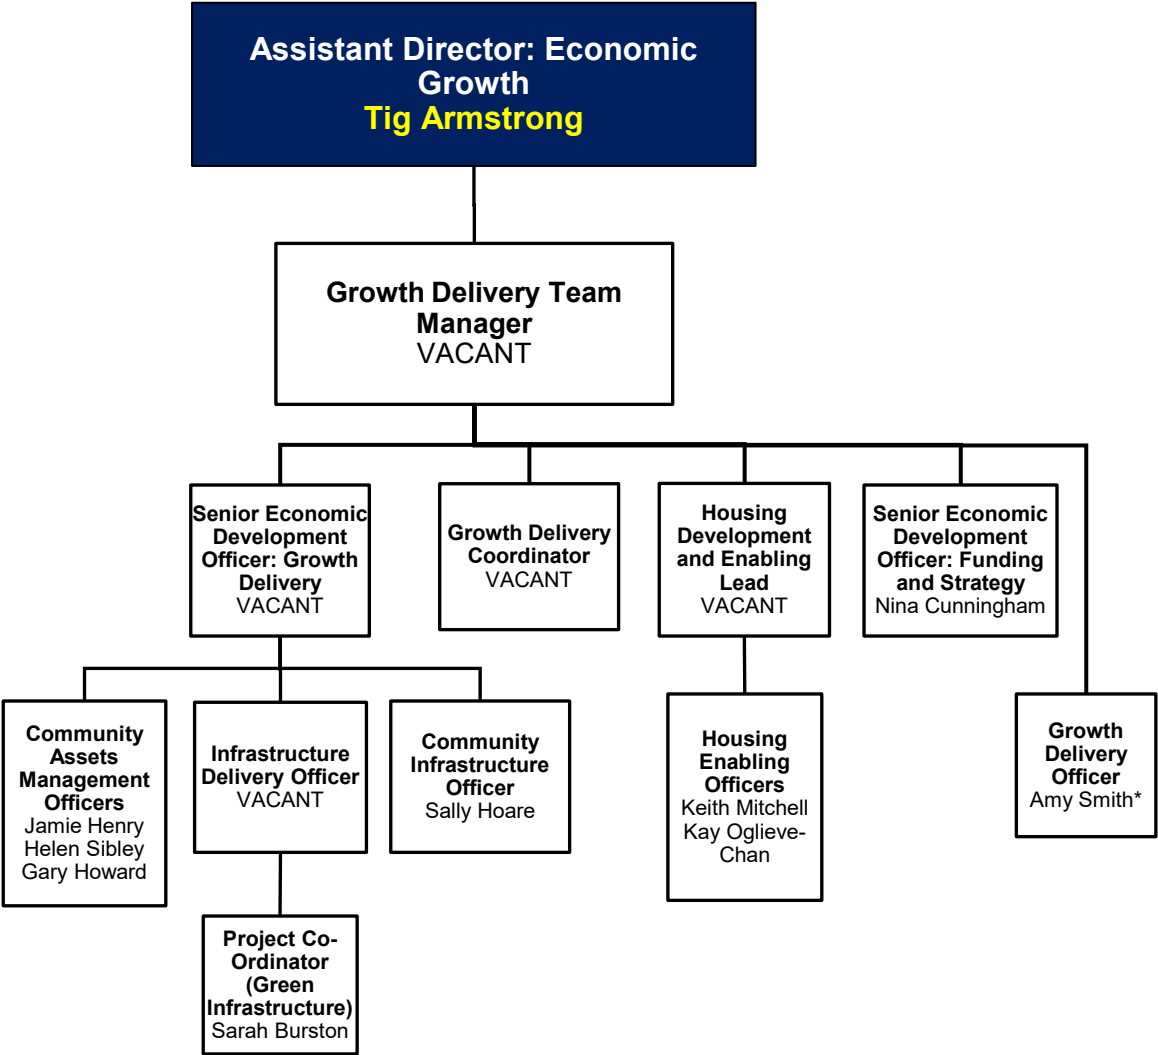 Assistant Director: Economic
Growth
Tig Armstrong
Growth Delivery Team
Manager
VACANT
Senior Economic
Development
Officer: Growth
Delivery
VACANT
Growth Delivery
Coordinator
VACANT
Housing
Development
and Enabling
Lead
VACANT
Senior Economic
Development
Officer: Funding
and Strategy
Nina Cunningham
Community
Assets
Management
Officers
Jamie Henry
Helen Sibley
Gary Howard
Infrastructure
Delivery Officer
VACANT
Community
Infrastructure
Officer
Sally Hoare
Housing
Enabling
Officers
Keith Mitchell
Kay Oglieve-
Chan
Growth
Delivery
Officer
Amy Smith*
Project Co-
Ordinator
(Green
Infrastructure)
Sarah Burston